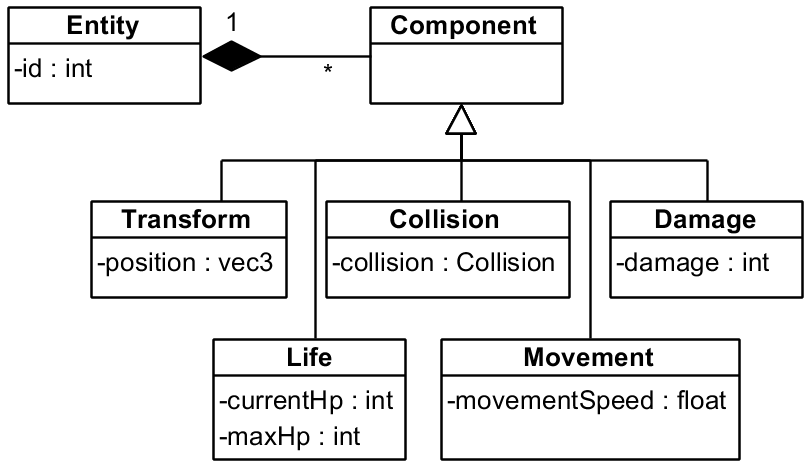 Entity
-id : int
1
*
Component
Transform
-position : vec3
Collision
-collision : Collision
Damage
-damage : int
Life
-currentHp : int
-maxHp : int
Movement
-movementSpeed : float